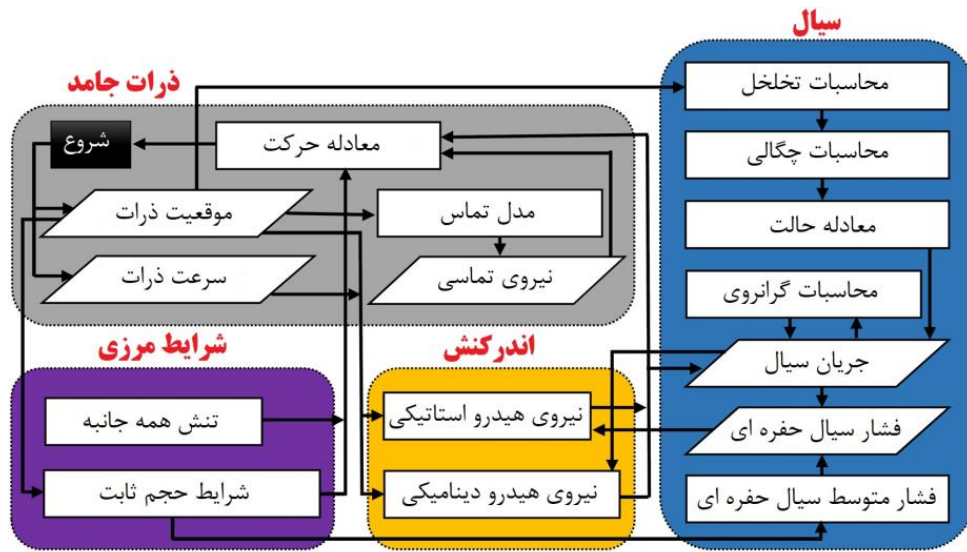 سیال
محاسبات تخلخل
محاسبات چگالی
معادله حالت
محاسبات گرانروی
جریان سیال
فشار سیال حفره ای
فشار متوسط سیال حفره ای
ذرات جامد
شروع
معادله حرکت
موقعیت ذرات
مدل تماس
سرعت ذرات
نیروی تماسی
اندرکنش
نیروی هیدرو استاتیکی
نیروی هیدرو دینامیکی
شرایط مرزی
تنش همه جانبه
شرایط حجم ثابت